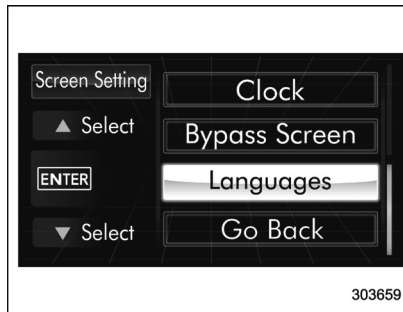 Screen Setting
Clock
▲ Select
Bypass Screen
ENTER
Languages
▼ Select
Go Back
303659